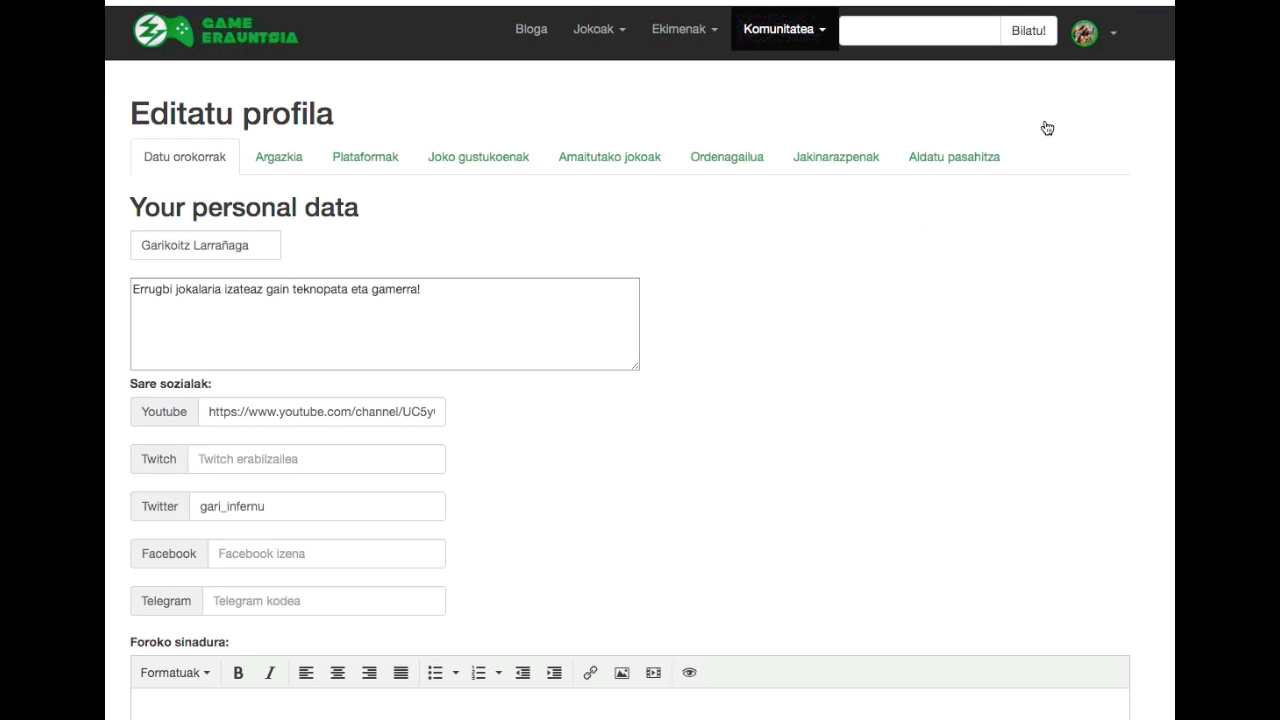 GAME
ERAUNTSIA
Bloga Jokoak Ekimenak Komunitatea Bilatu!
Editatu profila
Datu orokorrak Argazkia Plataformak Joko gustukoenak Amaitutako jokoak Ordenagailua Jakinarazpenak Aldatu pasahitza
Your personal data
Garikoitz Larrañaga
Errugbi jokalaria izateaz gain teknopata eta gamerra!
Sare sozialak:
Youtube https://www.youtube.com/channel/UC5y
Twitch Twitch erabilzailea
Twitter gari_infernu
Facebook Facebook izena
Telegram Telegram kodea
Foroko sinadura:
Formatuak B I